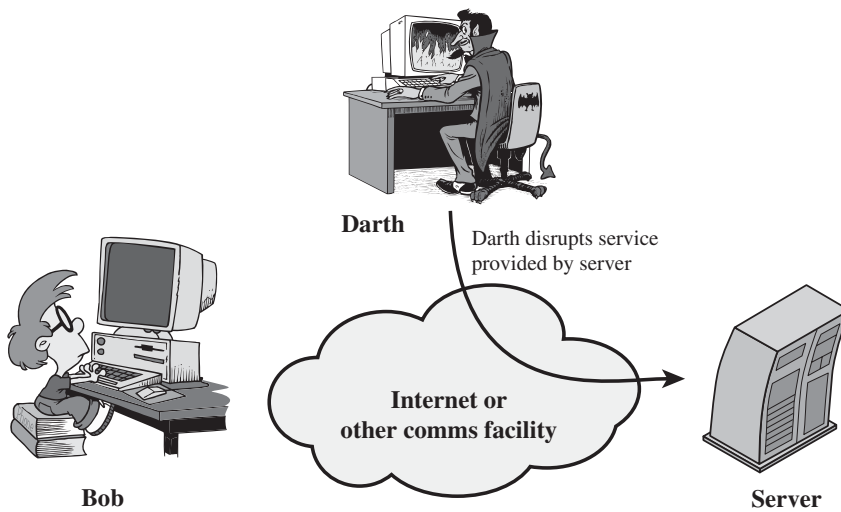 Darth
Darth disrupts service
provided by server
Internet or
other comms facility
Bob
Server